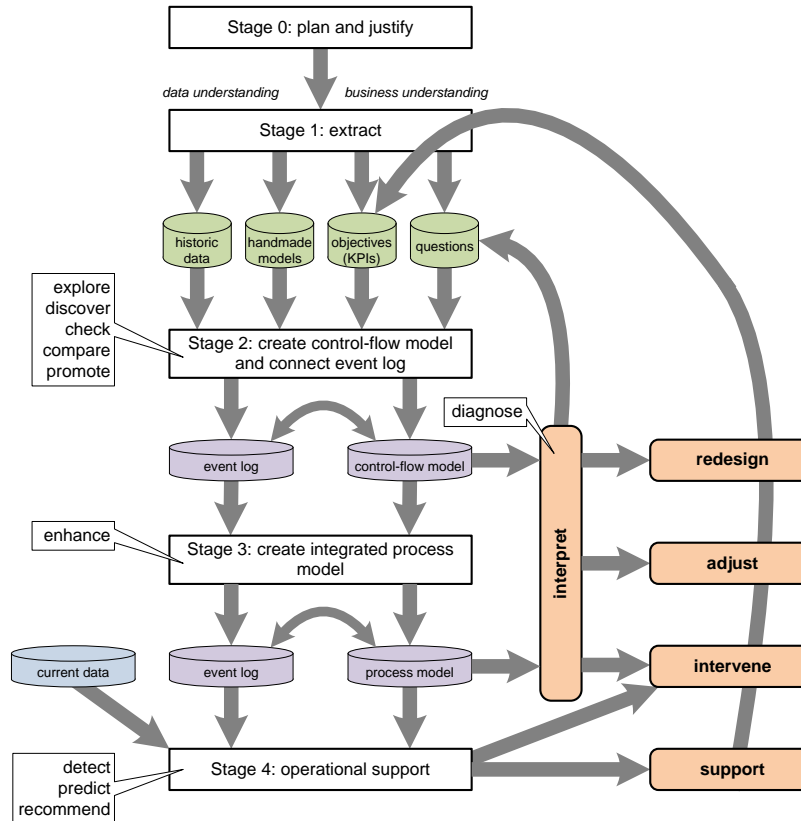 Stage 0: plan and justify
data understanding
business understanding
Stage 1: extract
historic
data
handmade
models
objectives
(KPIs)
questions
explore
discover
check
compare
promote
Stage 2: create control-flow model
and connect event log
diagnose
event log
control-flow model
interpret
redesign
enhance
Stage 3: create integrated process
model
adjust
current data
event log
process model
intervene
detect
predict
recommend
Stage 4: operational support
support